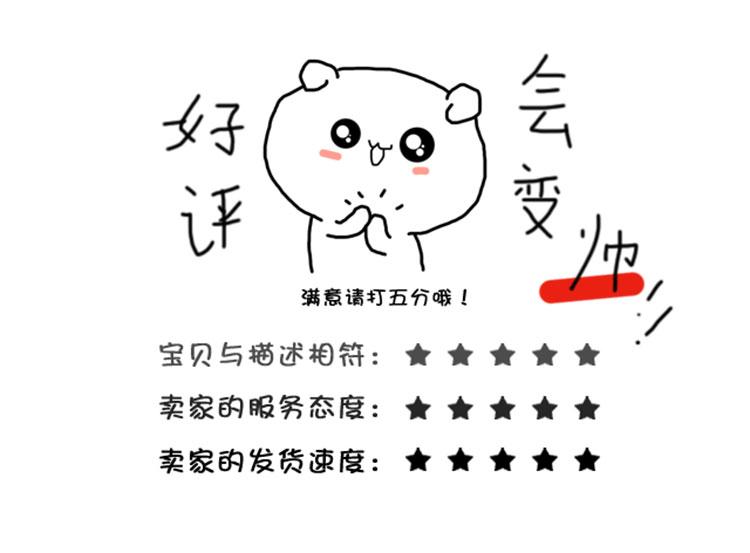 好评
会变帅!!
满意请打五分哦！
宝贝与描述相符：★★★★★
卖家的服务态度：★★★★★
卖家的发货速度：★★★★★